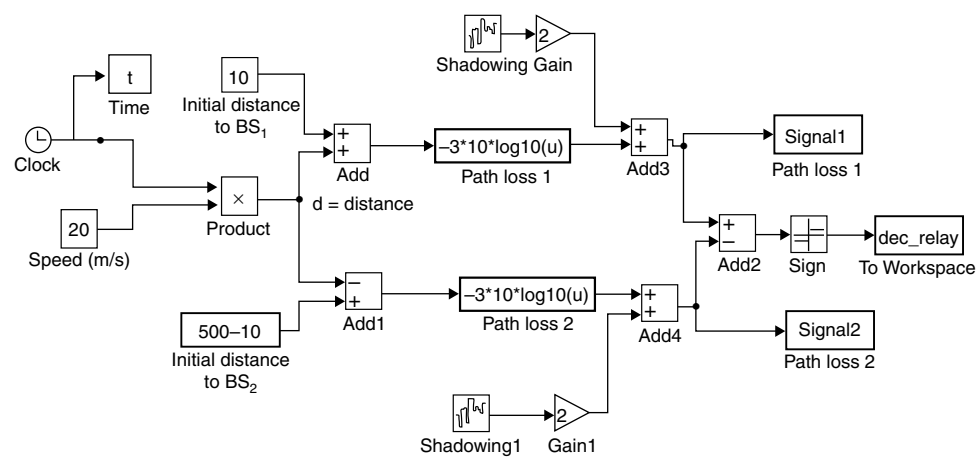 Shadowing Gain
2
t
Time
10
Initial distance
to BS1
Clock
+
+
Add
−3*10*log10(u)
Path loss 1
+
+
Add3
Signal1
Path loss 1
×
Product
d = distance
20
Speed (m/s)
+
−
Add2
Sign
dec_relay
To Workspace
−
+
Add1
−3*10*log10(u)
Path loss 2
+
+
Add4
Signal2
Path loss 2
500−10
Initial distance
to BS2
2
Shadowing1
Gain1